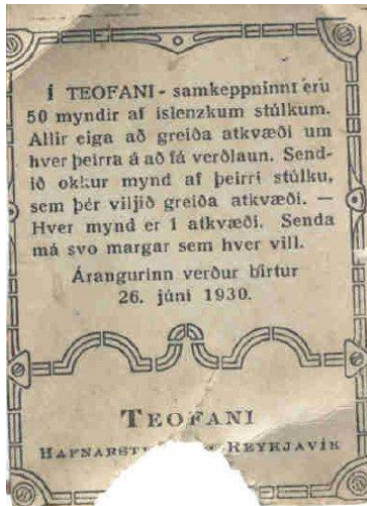 Í TEOFANI - samkeppninni eru
50 myndir af íslenzkum stúlkum.
Allir eiga að greiða atkvæði um
hver þeirra á að fá verðlaun. Send-
ið okkur mynd af þeirri stúlku,
sem þér viljið greiða atkvæði. —
Hver mynd er 1 atkvæði. Senda
má svo margar sem hver vill.
Árangurinn verður birtur
26. júní 1930.
TEOFANI
REYKJAVÍK